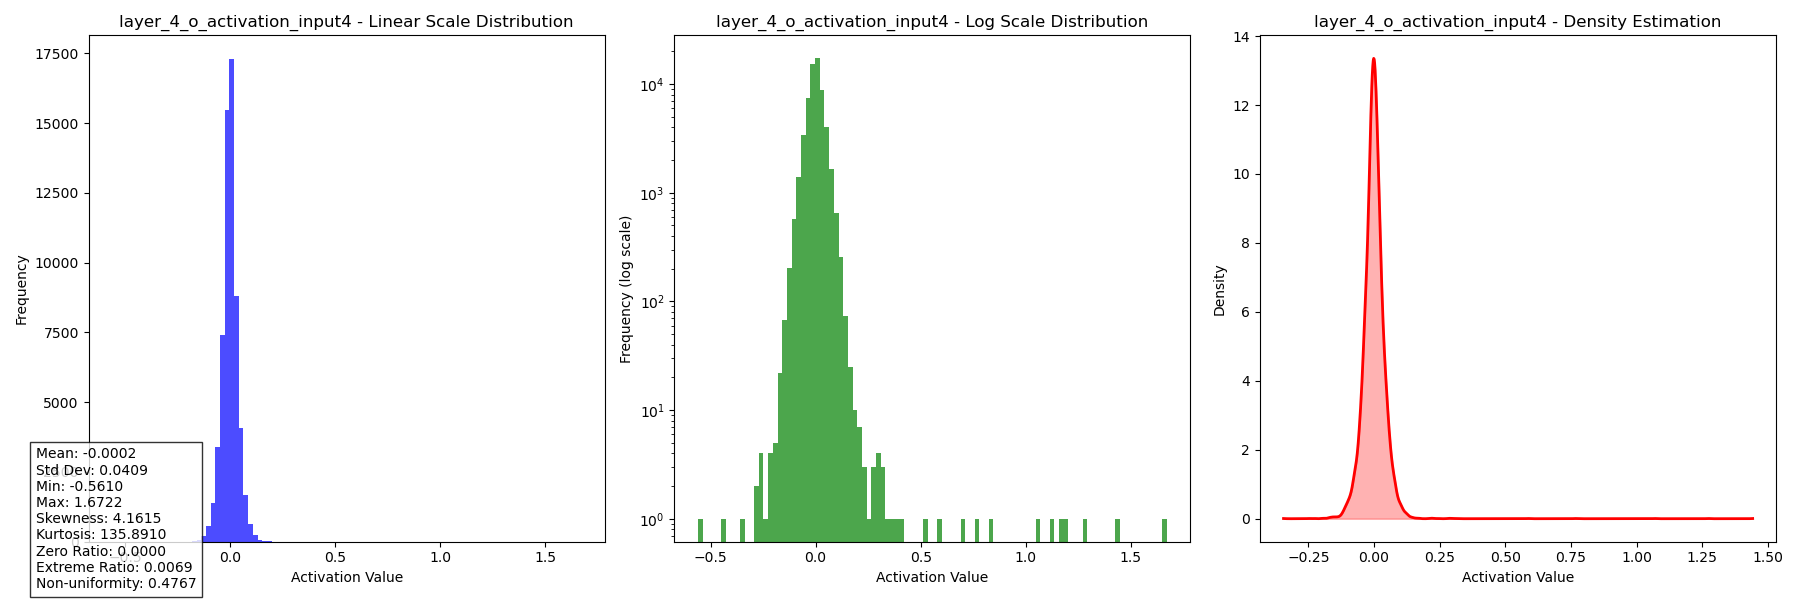 layer_4_o_activation_input4 - Linear Scale Distribution
17500
15000
12500
10000
7500
5000
0.0
0.5
1.0
1.5
Frequency
Activation Value
Mean: -0.0002
Std Dev: 0.0409
Min: -0.5610
Max: 1.6722
Skewness: 4.1615
Kurtosis: 135.8910
Zero Ratio: 0.0000
Extreme Ratio: 0.0069
Non-uniformity: 0.4767
layer_4_o_activation_input4 - Log Scale Distribution
10⁴
10³
10²
10¹
10⁰
−0.5
0.0
0.5
1.0
1.5
Frequency (log scale)
Activation Value
layer_4_o_activation_input4 - Density Estimation
14
12
10
8
6
4
2
0
−0.25
0.00
0.25
0.50
0.75
1.00
1.25
1.50
Density
Activation Value